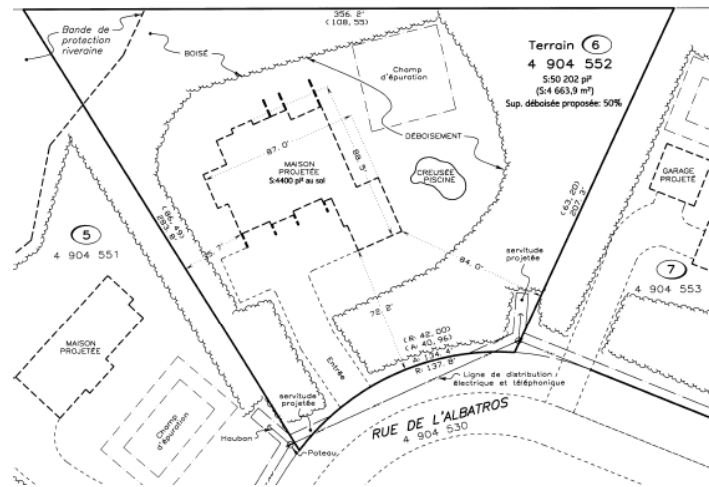 356.2'
(108,55)
Bande de
protection
riveraine
BOISÉ
Terrain 6
4 904 552
S:50 202 pi²
(S:4 663,9 m²)
Sup. déboisée proposée: 50%
Champ
d'épuration
DÉBOISEMENT
87.0'
88.5'
MAISON
PROJETÉE
S:4400 pi² au sol
CREUSÉE
PISCINE
GARAGE
PROJETÉ
(63,20)
207.3'
(86,49)
283.8'
5
4 904 551
servitude
projetée
84.0'
7
4 904 553
72.2'
MAISON
PROJETÉE
(R: 42,00)
(A: 40,96)
A: 134.4'
R: 137.8'
Entrée
Ligne de distribution
électrique et téléphonique
servitude
projetée
Champ
d'épuration
RUE DE L'ALBATROS
4 904 530
Hauban
Poteau